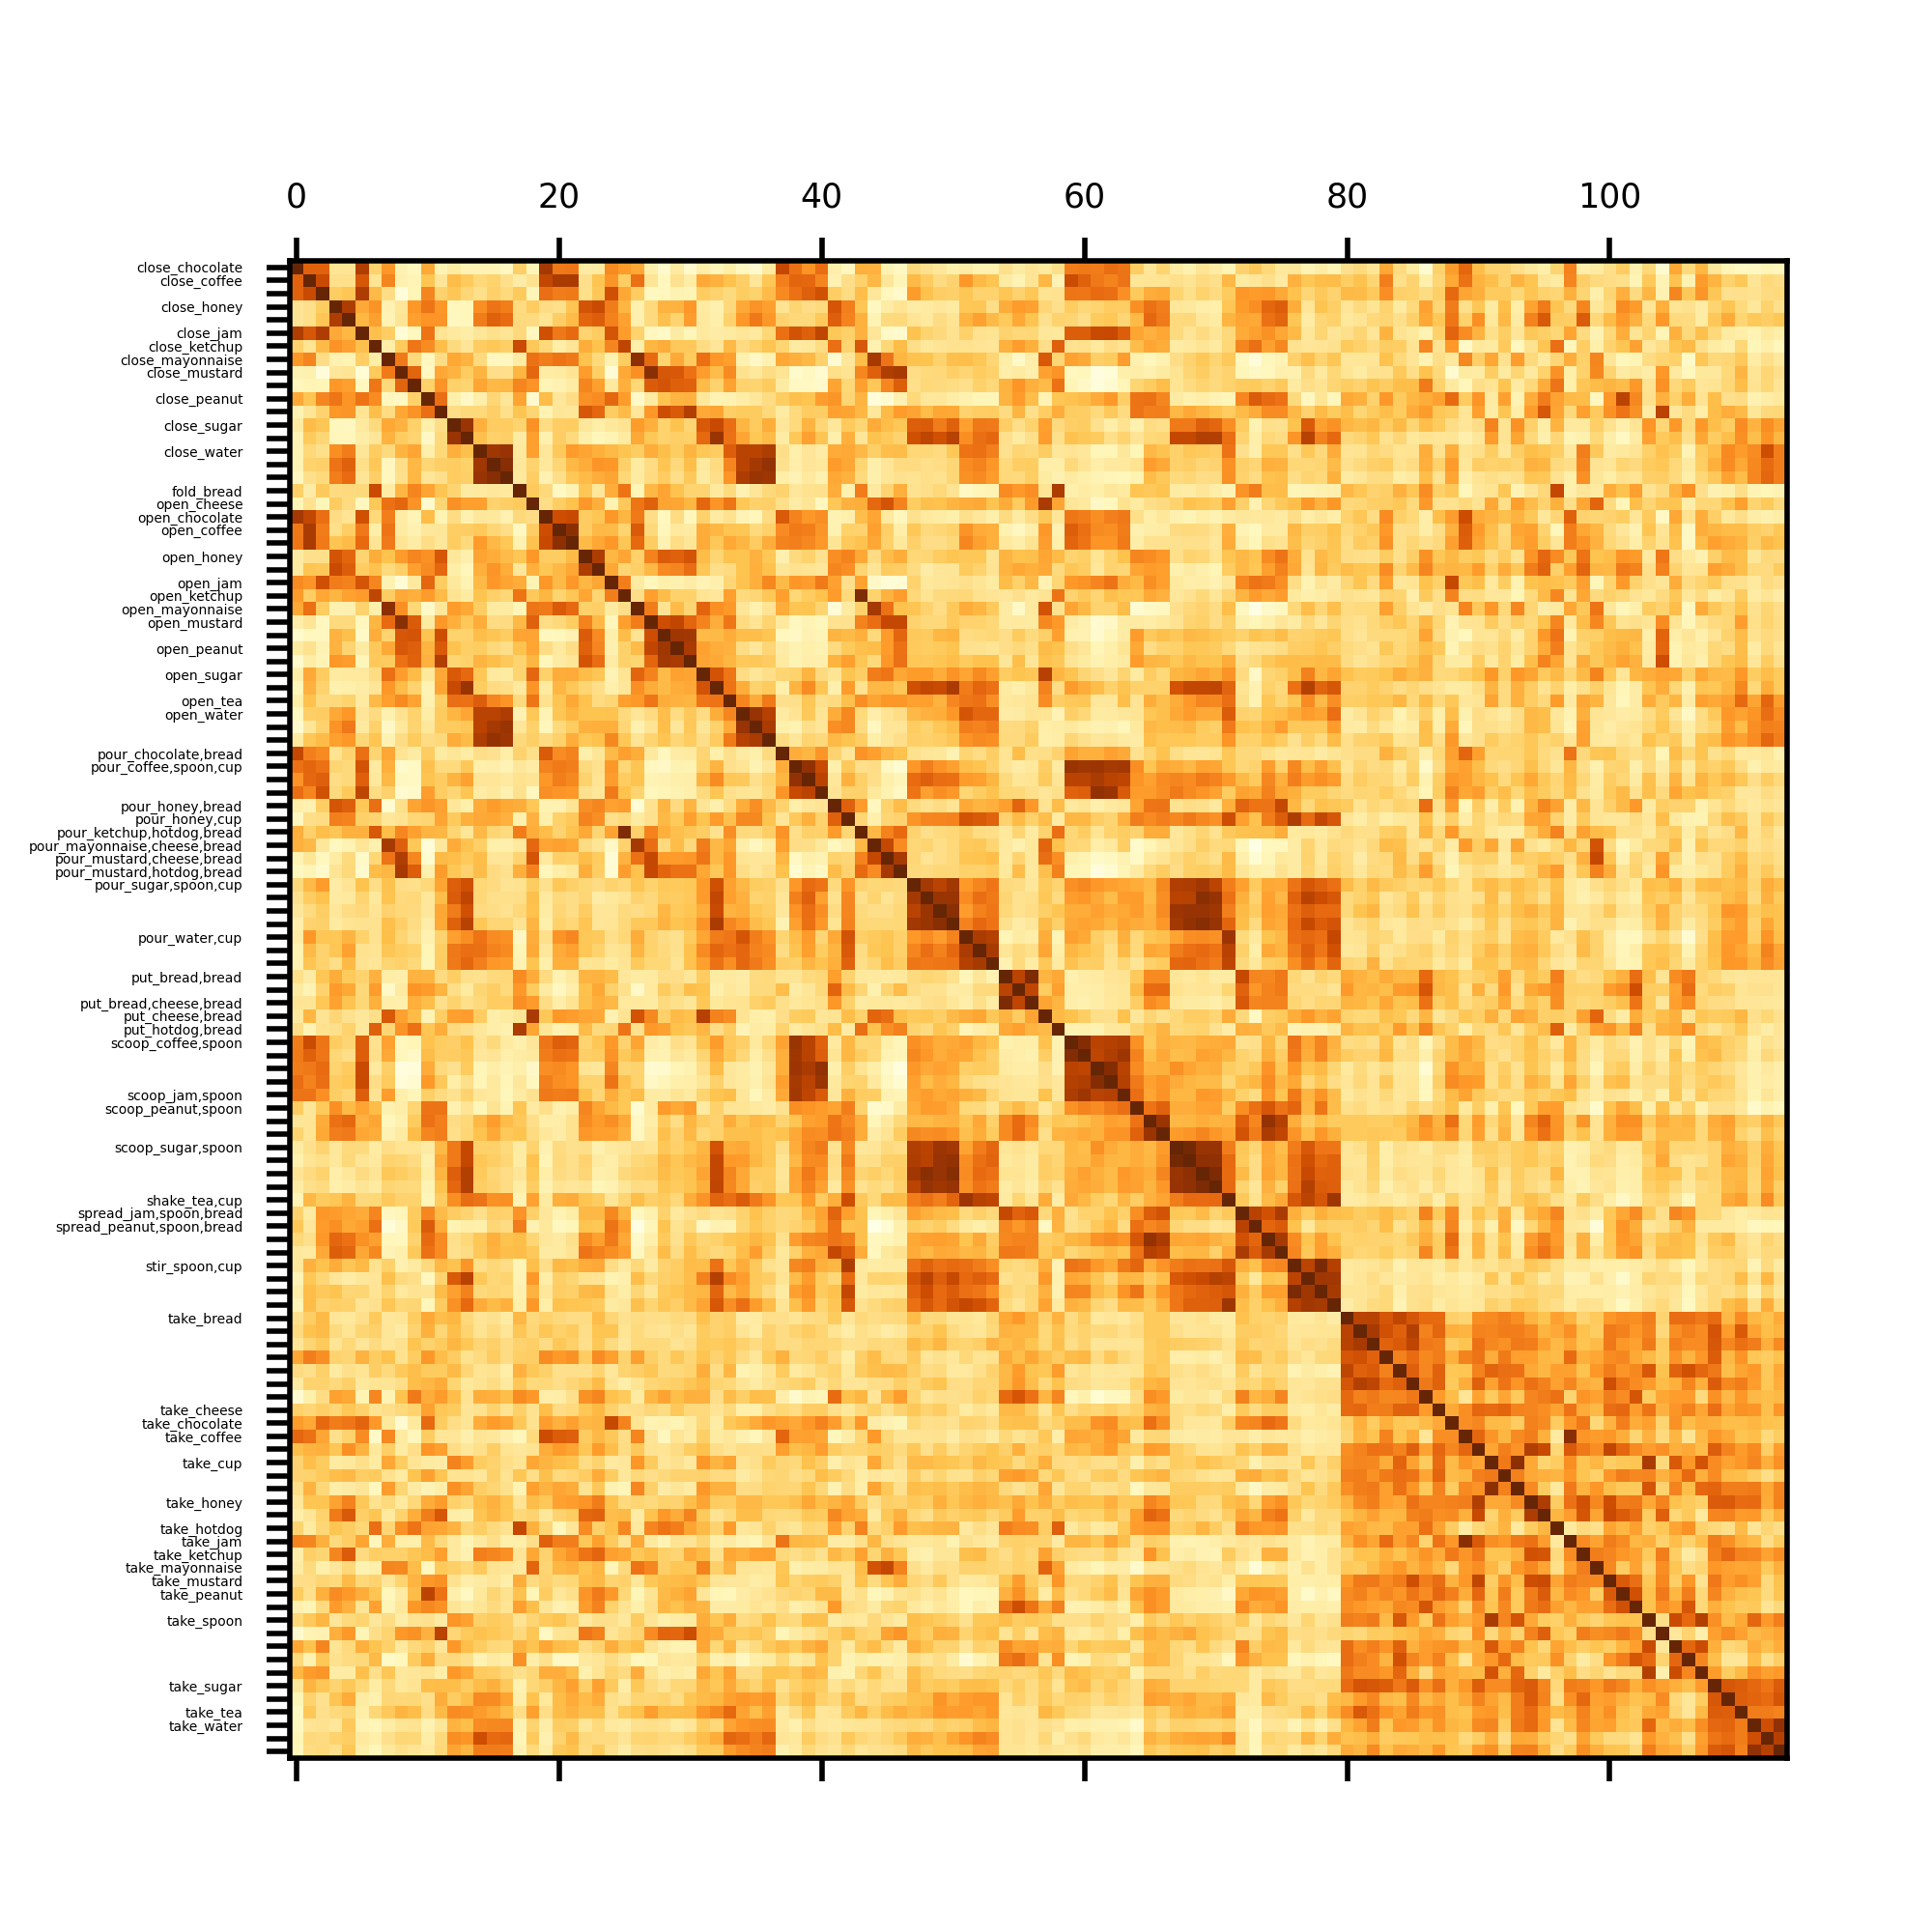 0 20 40 60 80 100
close_chocolate
close_coffee
close_honey
close_jam
close_ketchup
close_mayonnaise
close_mustard
close_peanut
close_sugar
close_water
fold_bread
open_cheese
open_chocolate
open_coffee
open_honey
open_jam
open_ketchup
open_mayonnaise
open_mustard
open_peanut
open_sugar
open_tea
open_water
pour_chocolate,bread
pour_coffee,spoon,cup
pour_honey,bread
pour_honey,cup
pour_ketchup,hotdog,bread
pour_mayonnaise,cheese,bread
pour_mustard,cheese,bread
pour_mustard,hotdog,bread
pour_sugar,spoon,cup
pour_water,cup
put_bread,bread
put_bread,cheese,bread
put_cheese,bread
put_hotdog,bread
scoop_coffee,spoon
scoop_jam,spoon
scoop_peanut,spoon
scoop_sugar,spoon
shake_tea,cup
spread_jam,spoon,bread
spread_peanut,spoon,bread
stir_spoon,cup
take_bread
take_cheese
take_chocolate
take_coffee
take_cup
take_honey
take_hotdog
take_jam
take_ketchup
take_mayonnaise
take_mustard
take_peanut
take_spoon
take_sugar
take_tea
take_water